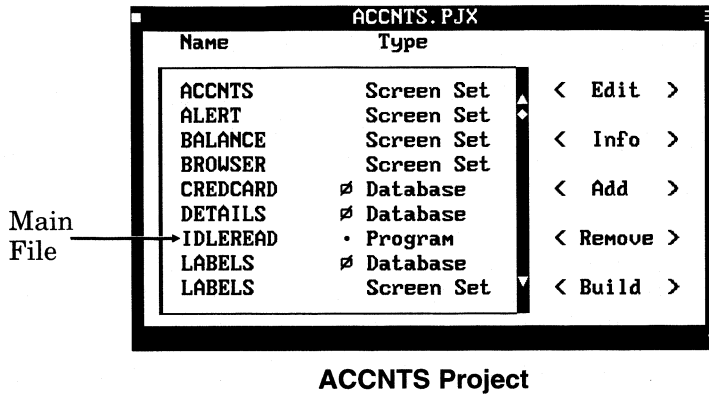 ACCNTS.PJX
Name Type
ACCNTS Screen Set < Edit >
ALERT Screen Set
BALANCE Screen Set < Info >
BROWSER Screen Set
CREDCARD ø Database < Add >
DETAILS ø Database
Main File
IDLEREAD • Program < Remove >
LABELS ø Database
LABELS Screen Set < Build >
ACCNTS Project